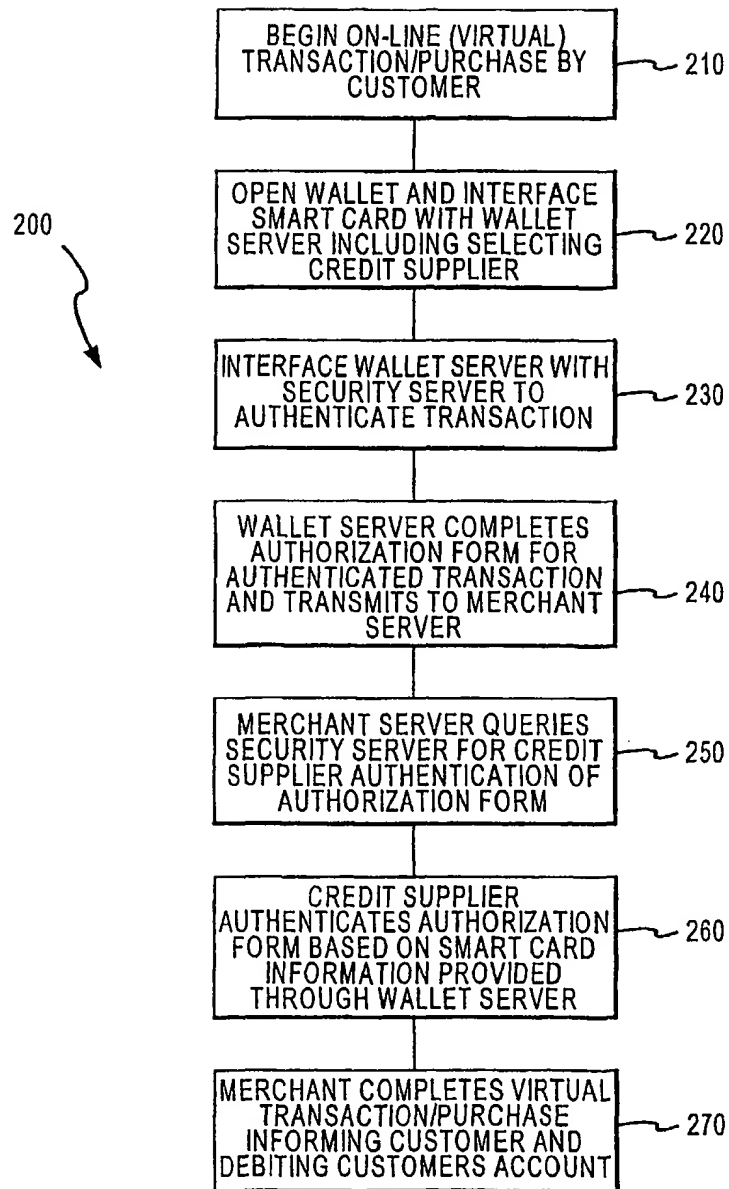 BEGIN ON-LINE (VIRTUAL)
TRANSACTION/PURCHASE BY
CUSTOMER
210
200
OPEN WALLET AND INTERFACE
SMART CARD WITH WALLET
SERVER INCLUDING SELECTING
CREDIT SUPPLIER
220
INTERFACE WALLET SERVER WITH
SECURITY SERVER TO
AUTHENTICATE TRANSACTION
230
WALLET SERVER COMPLETES
AUTHORIZATION FORM FOR
AUTHENTICATED TRANSACTION
AND TRANSMITS TO MERCHANT
SERVER
240
MERCHANT SERVER QUERIES
SECURITY SERVER FOR CREDIT
SUPPLIER AUTHENTICATION OF
AUTHORIZATION FORM
250
CREDIT SUPPLIER
AUTHENTICATES AUTHORIZATION
FORM BASED ON SMART CARD
INFORMATION PROVIDED
THROUGH WALLET SERVER
260
MERCHANT COMPLETES VIRTUAL
TRANSACTION/PURCHASE
INFORMING CUSTOMER AND
DEBITING CUSTOMERS ACCOUNT
270